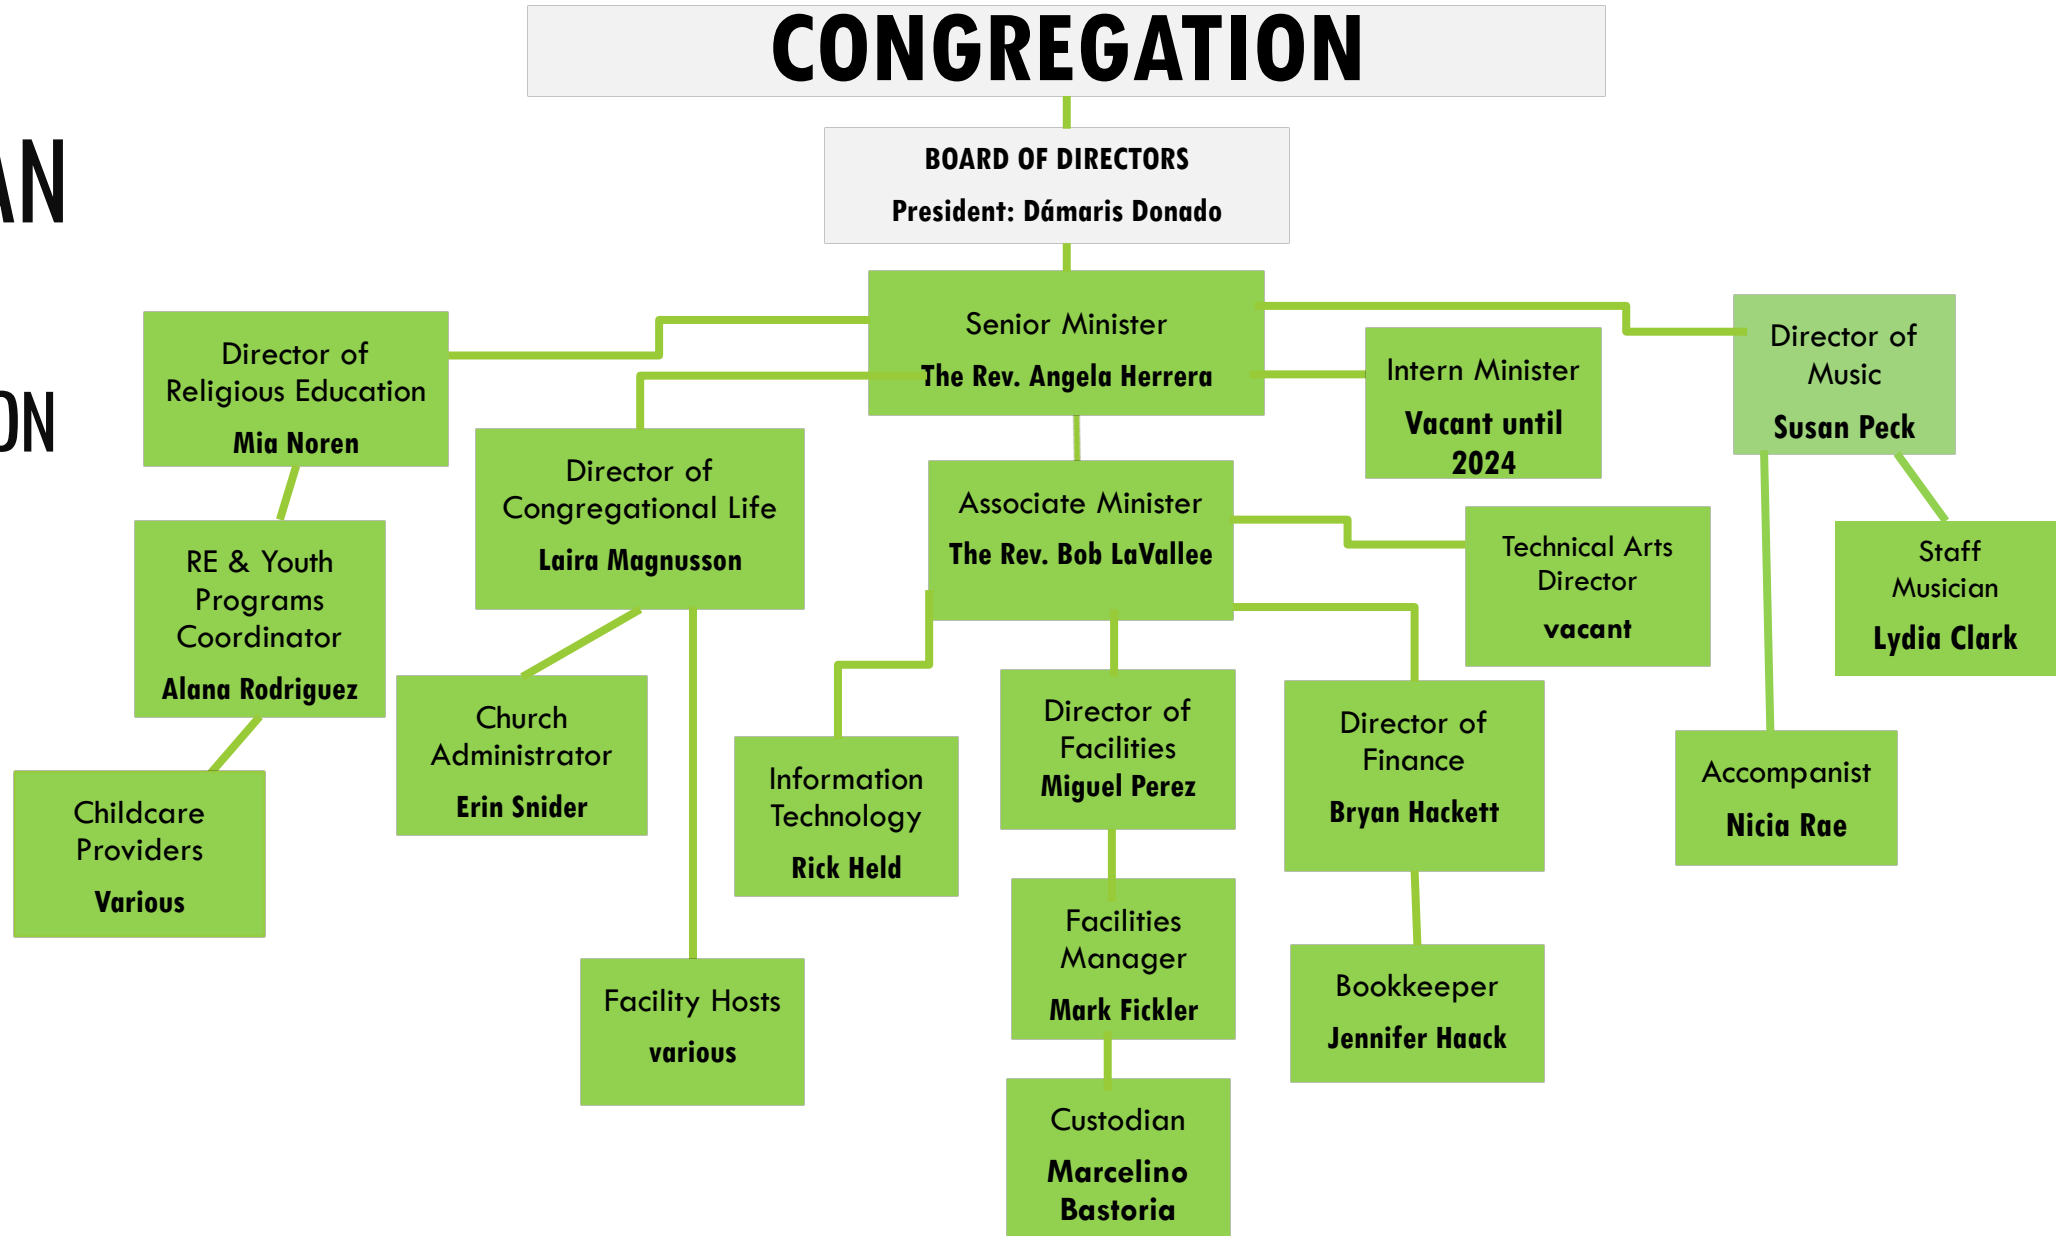 CONGREGATION
AN
ON
BOARD OF DIRECTORS
President: Dámaris Donado
Senior Minister
The Rev. Angela Herrera
Director of
Religious Education
Mia Noren
Intern Minister
Vacant until
2024
Director of
Music
Susan Peck
Director of
Congregational Life
Laira Magnusson
Associate Minister
The Rev. Bob LaVallee
Technical Arts
Director
vacant
Staff
Musician
Lydia Clark
RE & Youth
Programs
Coordinator
Alana Rodriguez
Church
Administrator
Erin Snider
Information
Technology
Rick Held
Director of
Facilities
Miguel Perez
Director of
Finance
Bryan Hackett
Accompanist
Nicia Rae
Childcare
Providers
Various
Facility Hosts
various
Facilities
Manager
Mark Fickler
Bookkeeper
Jennifer Haack
Custodian
Marcelino
Bastoria